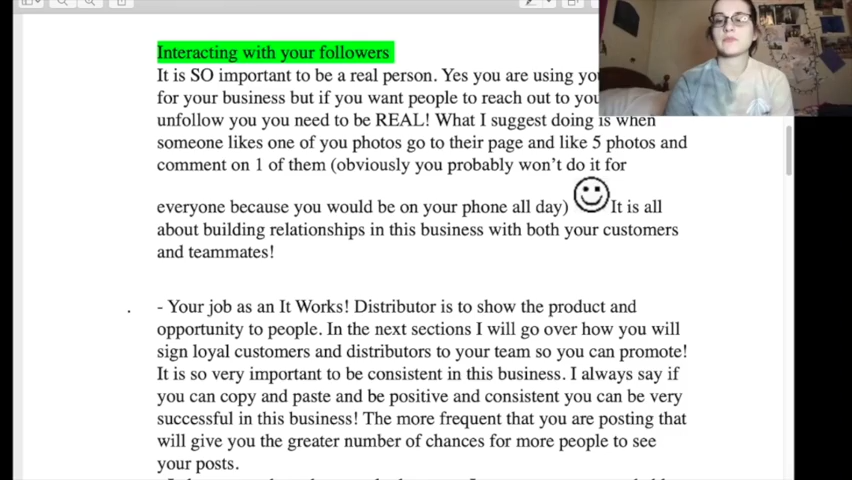 Interacting with your followers
It is SO important to be a real person. Yes you are using
for your business but if you want people to reach out to you
unfollow you you need to be REAL! What I suggest doing is when
someone likes one of you photos go to their page and like 5 photos and
comment on 1 of them (obviously you probably won't do it for
everyone because you would be on your phone all day) It is all
about building relationships in this business with both your customers
and teammates!
. - Your job as an It Works! Distributor is to show the product and
opportunity to people. In the next sections I will go over how you will
sign loyal customers and distributors to your team so you can promote!
It is so very important to be consistent in this business. I always say if
you can copy and paste and be positive and consistent you can be very
successful in this business! The more frequent that you are posting that
will give you the greater number of chances for more people to see
your posts.